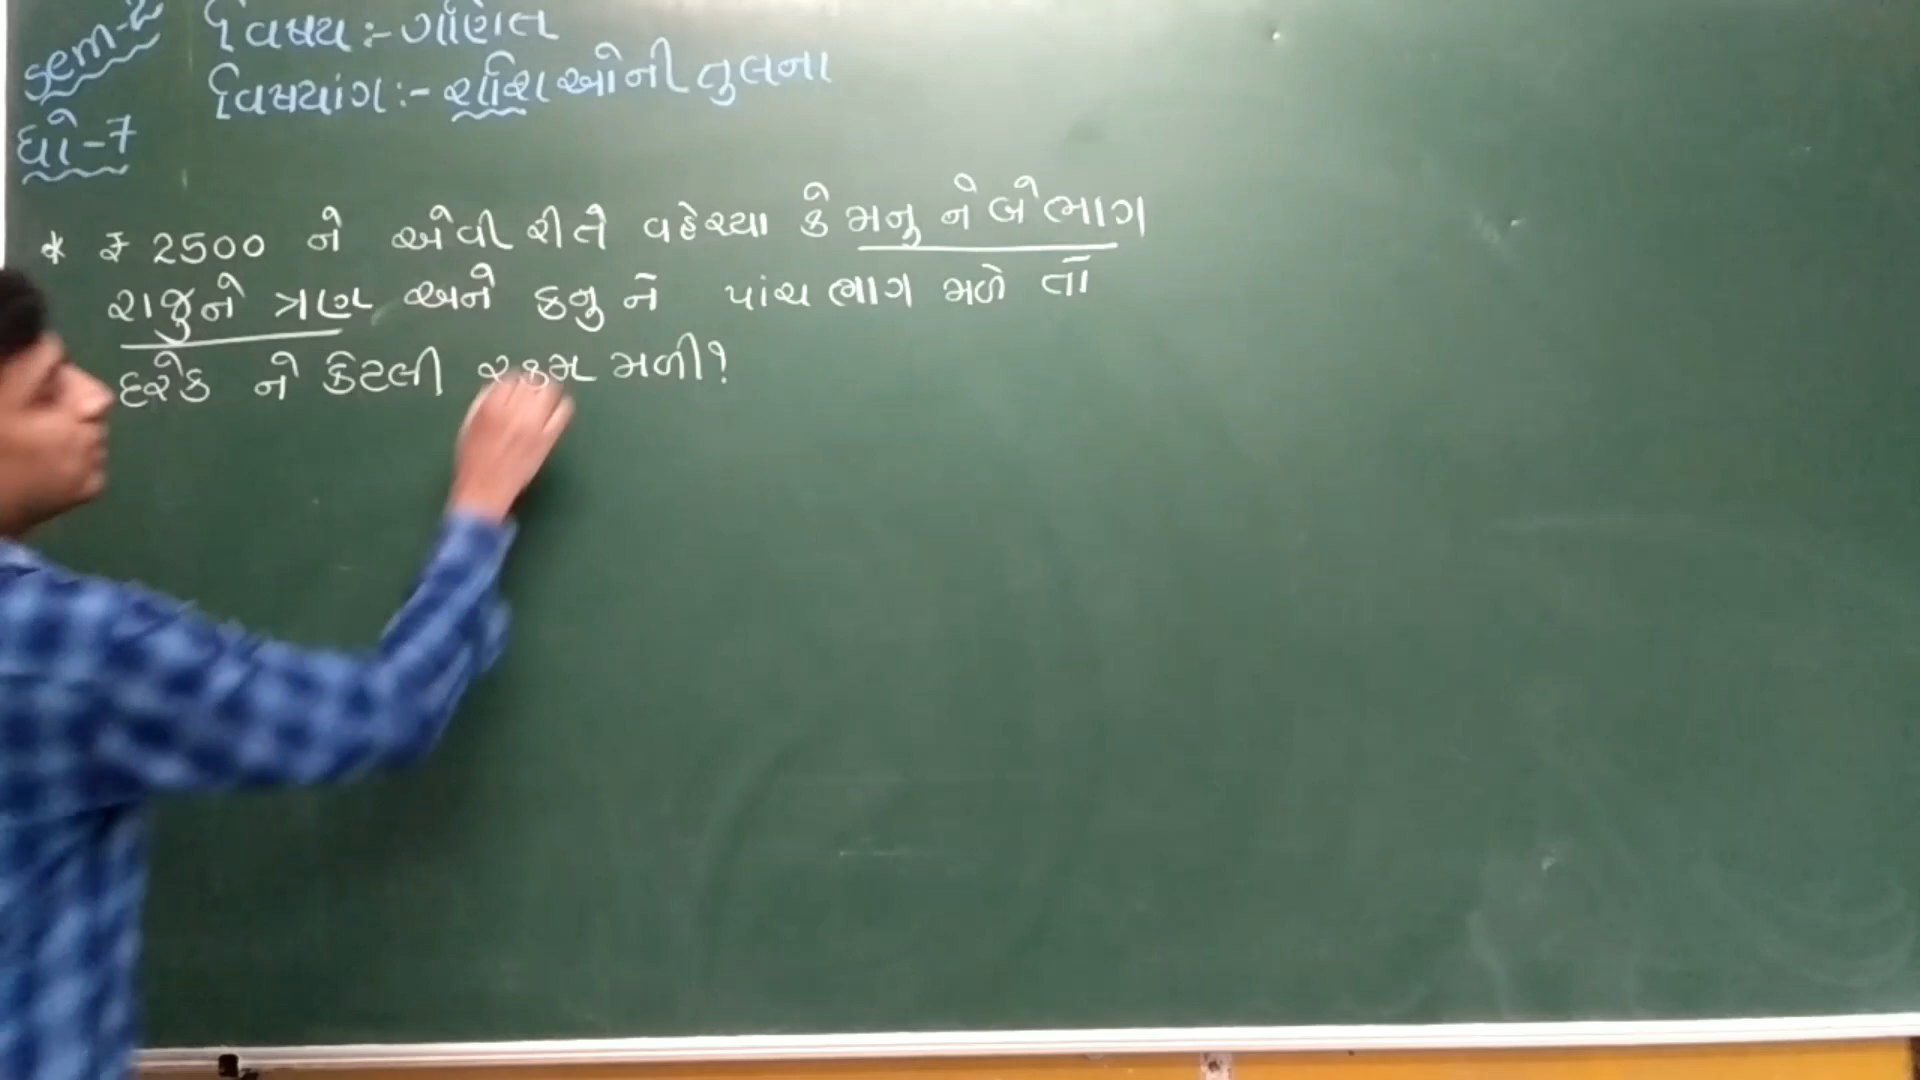 sem-2
વિષય :- ગણિત
વિષયાંગ :- રાશિઓની તુલના
ધો-7
* ₹ 2500 ને એવી રીતે વહેચ્યા કે મનુ ને બે ભાગ
રાજુને ત્રણ અને કનુ ને પાંચ ભાગ મળે તો
દરેક ને કેટલી રકમ મળી?